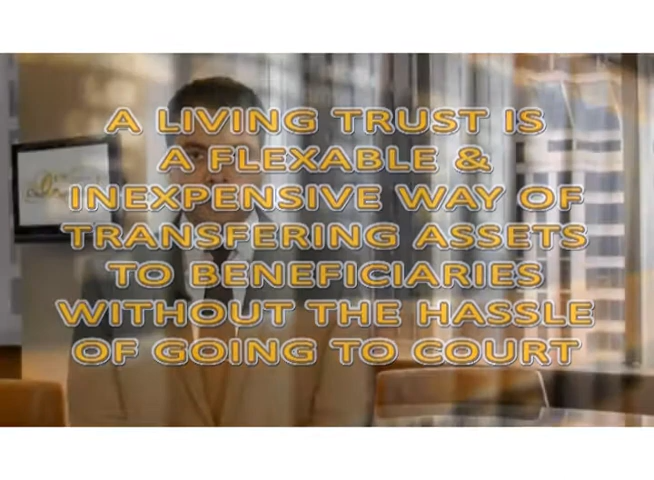 A LIVING TRUST IS
A FLEXABLE &
INEXPENSIVE WAY OF
TRANSFERING ASSETS
TO BENEFICIARIES
WITHOUT THE HASSLE
OF GOING TO COURT